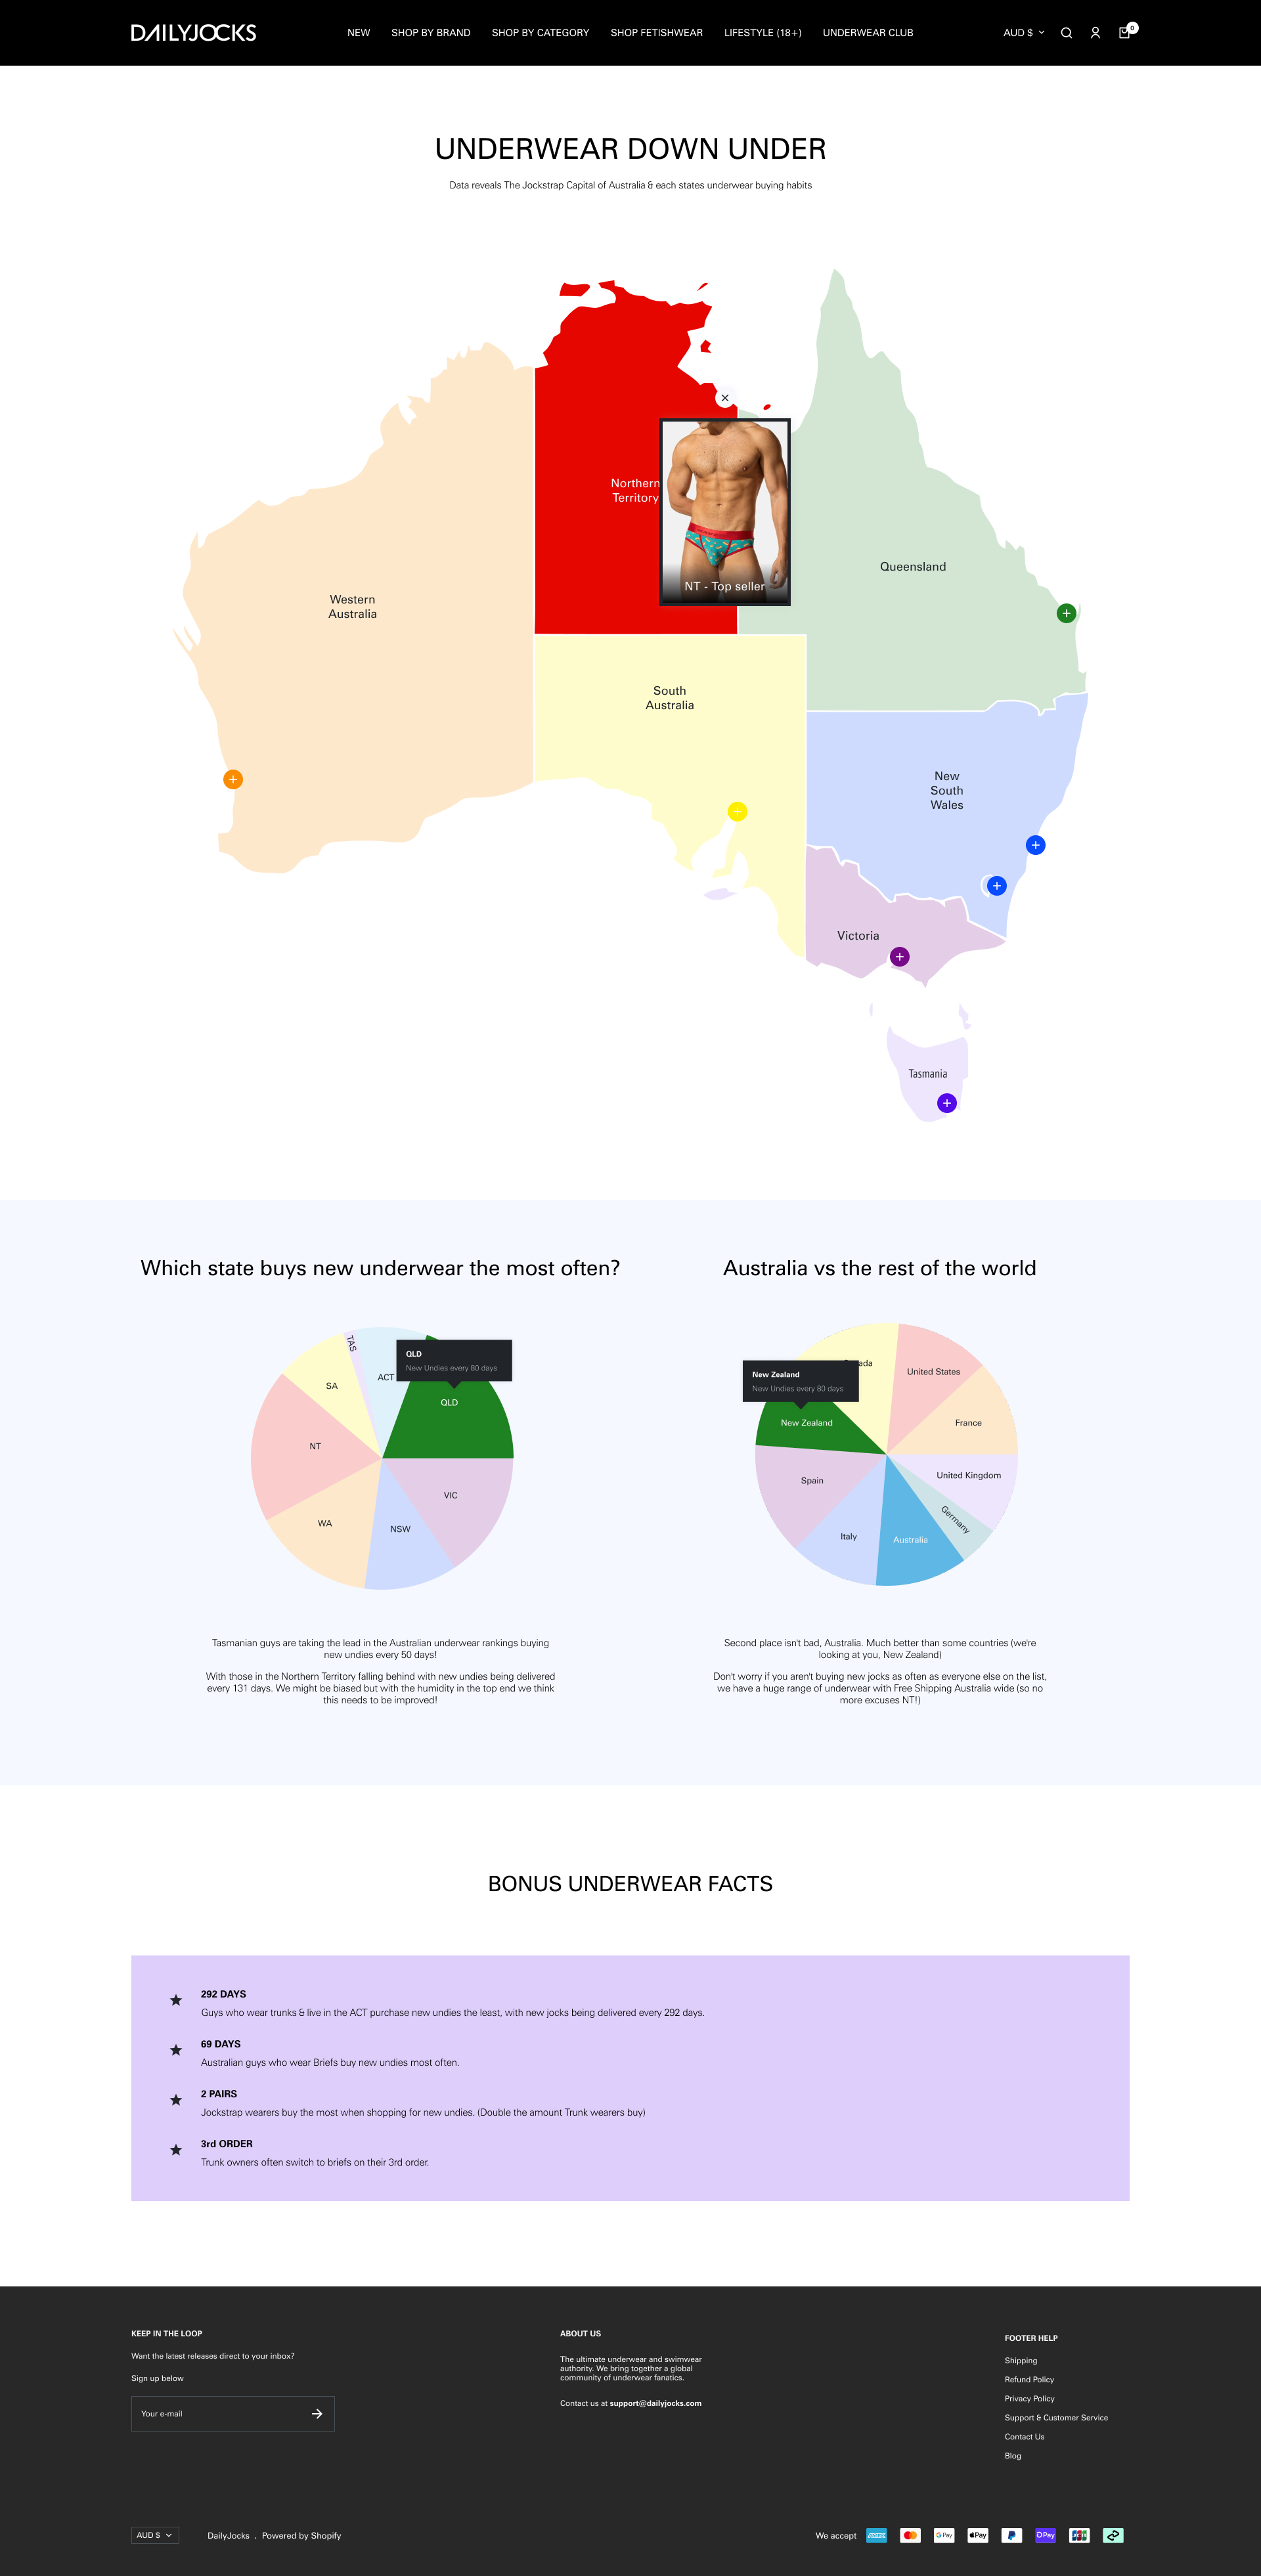 DAILYJOCKS
NEW
SHOP BY BRAND
SHOP BY CATEGORY
SHOP FETISHWEAR
LIFESTYLE (18+)
UNDERWEAR CLUB
AUD $
0
UNDERWEAR DOWN UNDER
Data reveals The Jockstrap Capital of Australia & each states underwear buying habits
Northern
Territory
NT - Top seller
Queensland
Western
Australia
South
Australia
New
South
Wales
Victoria
Tasmania
Which state buys new underwear the most often?
TAS
ACT
QLD
New Undies every 80 days
QLD
SA
NT
VIC
WA
NSW
Tasmanian guys are taking the lead in the Australian underwear rankings buying
new undies every 50 days!
With those in the Northern Territory falling behind with new undies being delivered
every 131 days. We might be biased but with the humidity in the top end we think
this needs to be improved!
Australia vs the rest of the world
ada
United States
New Zealand
New Undies every 80 days
New Zealand
France
United Kingdom
Spain
Germany
Italy
Australia
Second place isn't bad, Australia. Much better than some countries (we're
looking at you, New Zealand)
Don't worry if you aren't buying new jocks as often as everyone else on the list,
we have a huge range of underwear with Free Shipping Australia wide (so no
more excuses NT!)
BONUS UNDERWEAR FACTS
292 DAYS
Guys who wear trunks & live in the ACT purchase new undies the least, with new jocks being delivered every 292 days.
69 DAYS
Australian guys who wear Briefs buy new undies most often.
2 PAIRS
Jockstrap wearers buy the most when shopping for new undies. (Double the amount Trunk wearers buy)
3rd ORDER
Trunk owners often switch to briefs on their 3rd order.
KEEP IN THE LOOP
Want the latest releases direct to your inbox?
Sign up below
Your e-mail
ABOUT US
The ultimate underwear and swimwear
authority. We bring together a global
community of underwear fanatics.
Contact us at support@dailyjocks.com
FOOTER HELP
Shipping
Refund Policy
Privacy Policy
Support & Customer Service
Contact Us
Blog
AUD $
DailyJocks . Powered by Shopify
We accept
AMEX
G Pay
Pay
Pay
JCB